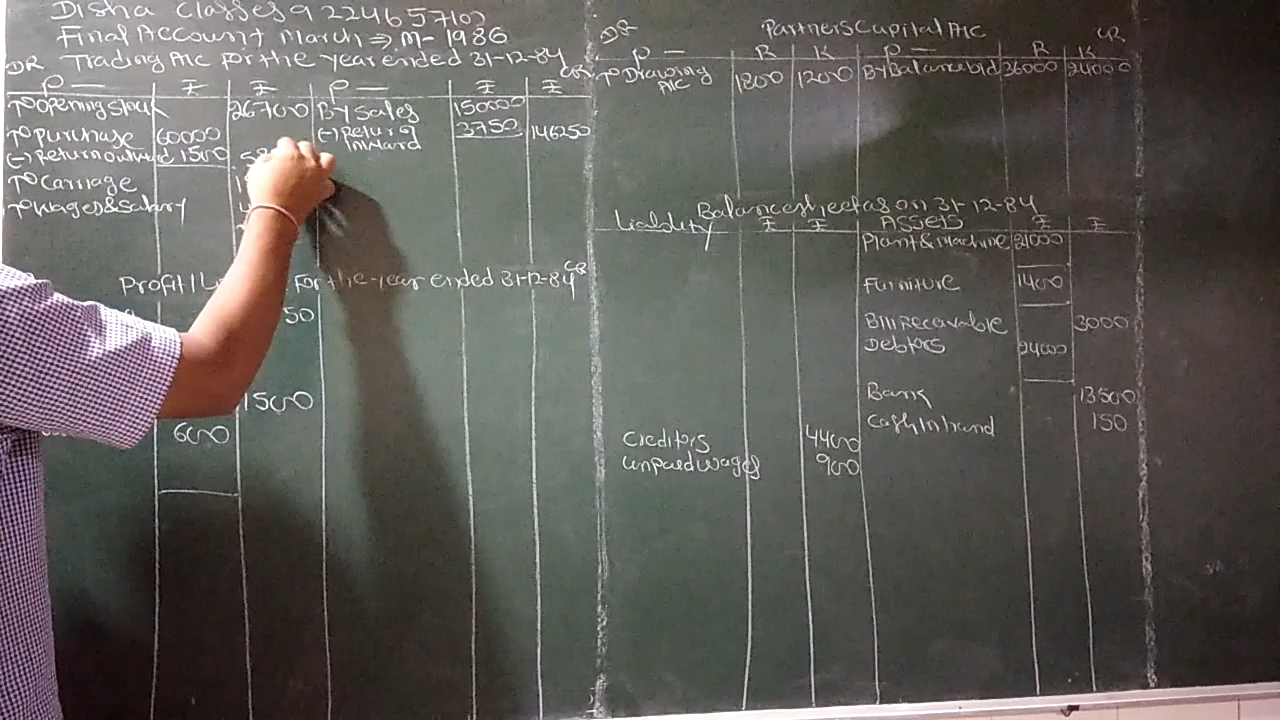 Disha Classes 9224657102
Final Account March ⇒ M-1986
DR Trading A/c For the year ended 31-12-84 CR
P — ₹ ₹ P — ₹ ₹
To Opening Stock 26700 By Sales 150000
To Purchase 60000 (-) Return Inward 3750 146250
(-) Return outward 1500
To Carriage
To Wages & Salary
Profit / For the year ended 31-12-84 CR
50
1500
600
DR Partners Capital A/c CR
P — R K P — R K
To Drawing A/c 1800 1200 By Balance b/d 36000 24000
Balance sheet as on 31-12-84
Liability ₹ ₹ ASSETS ₹ ₹
Plant & Machine 21000
Furniture 1400
Bill Receivable 3000
Debtors 24000
Bank 13500
Cash In hand 150
Creditors 4400
unpaid wages 900